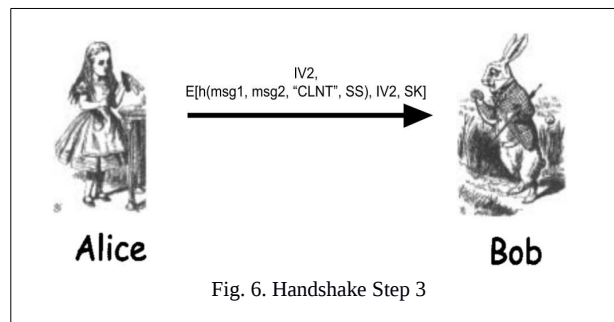 IV2,
E[h(msg1, msg2, “CLNT”, SS), IV2, SK]
Alice
Bob
Fig. 6. Handshake Step 3